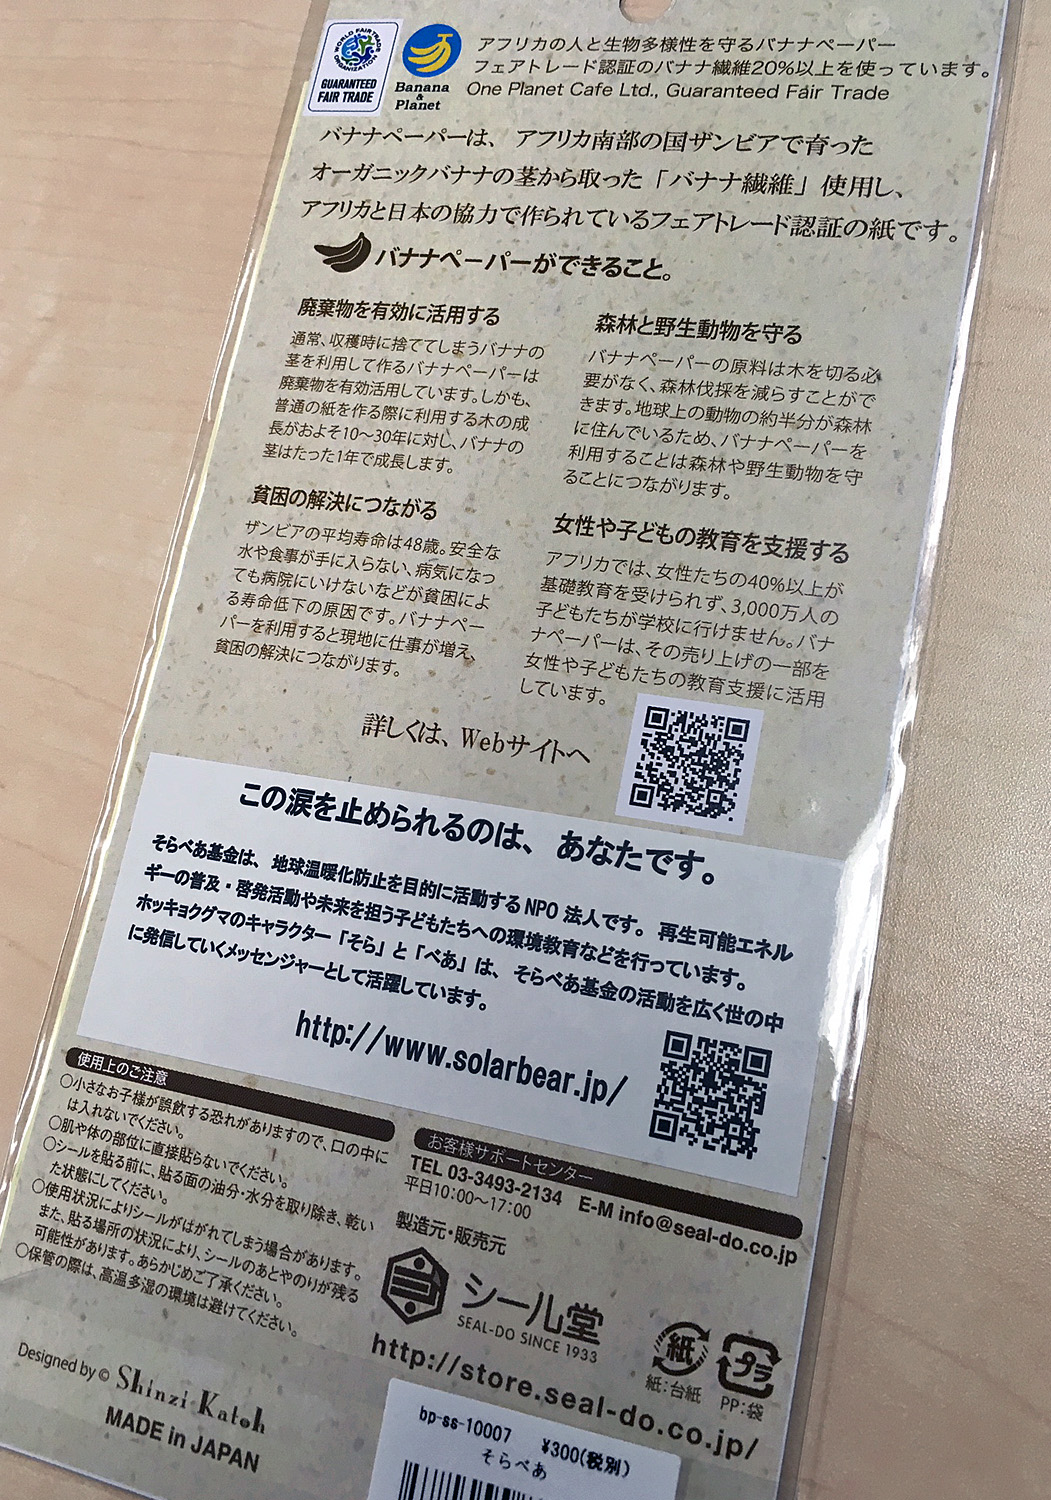 WORLD FAIR TRADE ORGANIZATION
GUARANTEED
FAIR TRADE
Banana
&
Planet
アフリカの人と生物多様性を守るバナナペーパー
フェアトレード認証のバナナ繊維20%以上を使っています。
One Planet Cafe Ltd., Guaranteed Fair Trade
バナナペーパーは、アフリカ南部の国ザンビアで育った
オーガニックバナナの茎から取った「バナナ繊維」使用し、
アフリカと日本の協力で作られているフェアトレード認証の紙です。
バナナペーパーができること。
廃棄物を有効に活用する
通常、収穫時に捨ててしまうバナナの
茎を利用して作るバナナペーパーは
廃棄物を有効活用しています。しかも、
普通の紙を作る際に利用する木の成
長がおよそ10〜30年に対し、バナナの
茎はたった1年で成長します。
森林と野生動物を守る
バナナペーパーの原料は木を切る必
要がなく、森林伐採を減らすことがで
きます。地球上の動物の約半分が森林
に住んでいるため、バナナペーパーを
利用することは森林や野生動物を守
ることにつながります。
貧困の解決につながる
ザンビアの平均寿命は48歳。安全な
水や食事が手に入らない、病気になっ
ても病院にいけないなどが貧困によ
る寿命低下の原因です。バナナペー
パーを利用すると現地に仕事が増え、
貧困の解決につながります。
女性や子どもの教育を支援する
アフリカでは、女性たちの40%以上が
基礎教育を受けられず、3,000万人の
子どもたちが学校に行けません。バナ
ナペーパーは、その売り上げの一部を
女性や子どもたちの教育支援に活用
しています。
詳しくは、Webサイトへ
この涙を止められるのは、あなたです。
そらべあ基金は、地球温暖化防止を目的に活動するNPO法人です。再生可能エネル
ギーの普及・啓発活動や未来を担う子どもたちへの環境教育などを行っています。
ホッキョクグマのキャラクター「そら」と「べあ」は、そらべあ基金の活動を広く世の中
に発信していくメッセンジャーとして活躍しています。
http://www.solarbear.jp/
使用上のご注意
○小さなお子様が誤飲する恐れがありますので、口の中に
は入れないでください。
○肌や体の部位に直接貼らないでください。
○シールを貼る前に、貼る面の油分・水分を取り除き、乾い
た状態にしてください。
○使用状況によりシールがはがれてしまう場合があります。
また、貼る場所の状況により、シールのあとやのりが残る
可能性があります。あらかじめご了承ください。
○保管の際は、高温多湿の環境は避けてください。
お客様サポートセンター
TEL 03-3493-2134 E-M info@seal-do.co.jp
平日10:00〜17:00
製造元・販売元
シール堂
SEAL-DO SINCE 1933
http://store.seal-do.co.jp/
紙
紙:台紙
プラ
PP:袋
Designed by © Shinzi Katoh
MADE in JAPAN
bp-ss-10007 ¥300(税別)
そらべあ